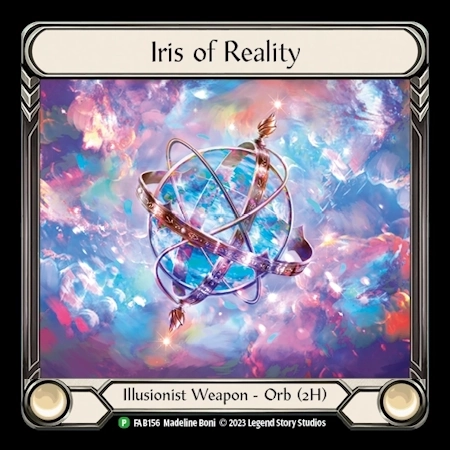 Iris of Reality
Illusionist Weapon - Orb (2H)
P FAB156 Madeline Boni © 2023 Legend Story Studios